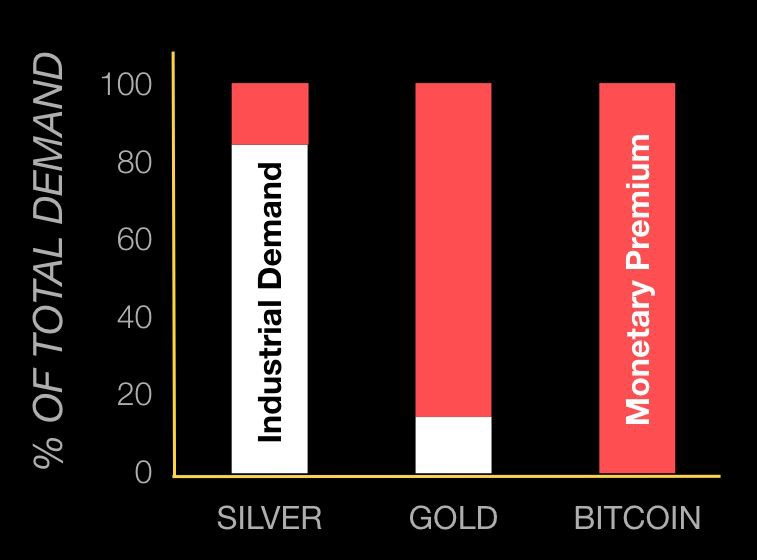 % OF TOTAL DEMAND
100
80
60
40
20
0
Industrial Demand
Monetary Premium
SILVER
GOLD
BITCOIN